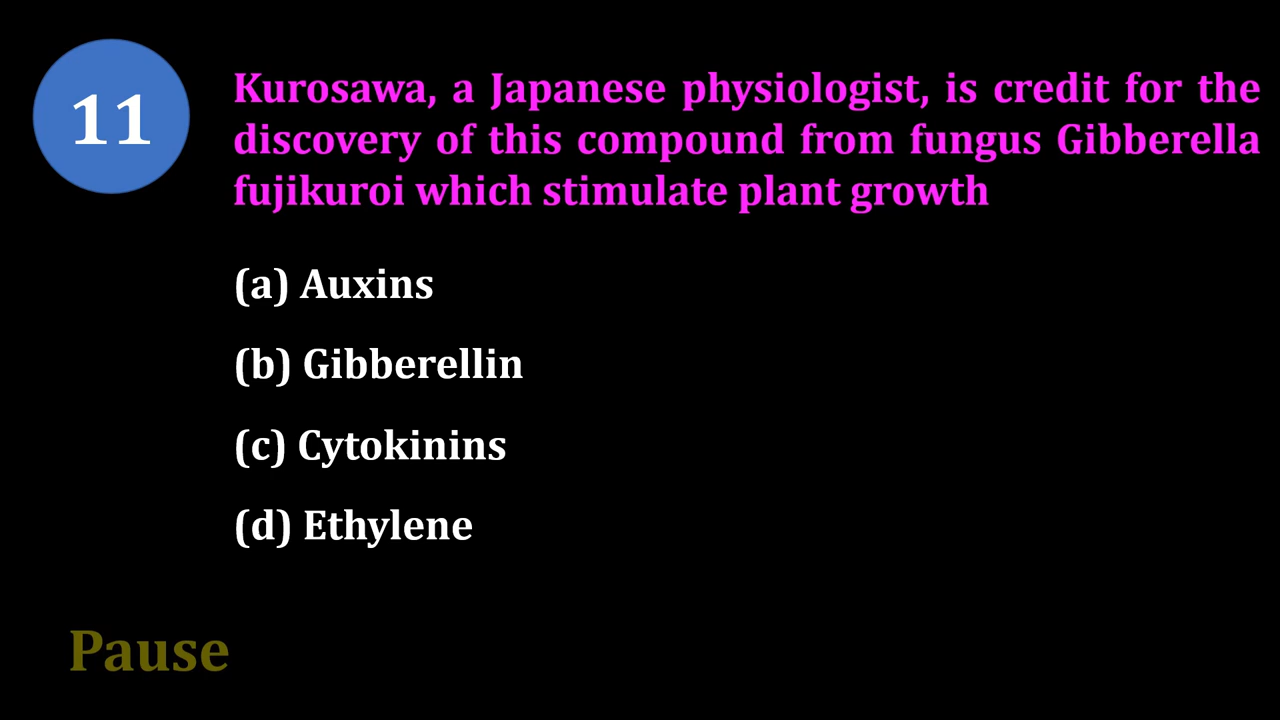 11
Kurosawa, a Japanese physiologist, is credit for the
discovery of this compound from fungus Gibberella
fujikuroi which stimulate plant growth
(a) Auxins
(b) Gibberellin
(c) Cytokinins
(d) Ethylene
Pause